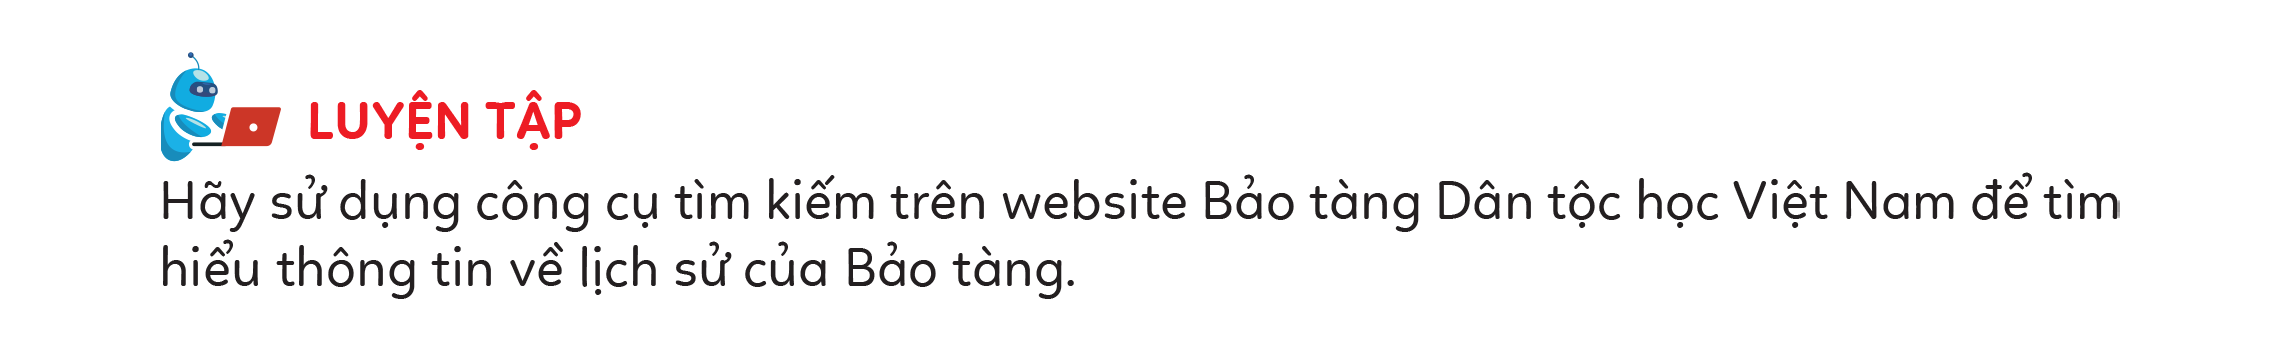 LUYỆN TẬP
Hãy sử dụng công cụ tìm kiếm trên website Bảo tàng Dân tộc học Việt Nam để tìm
hiểu thông tin về lịch sử của Bảo tàng.